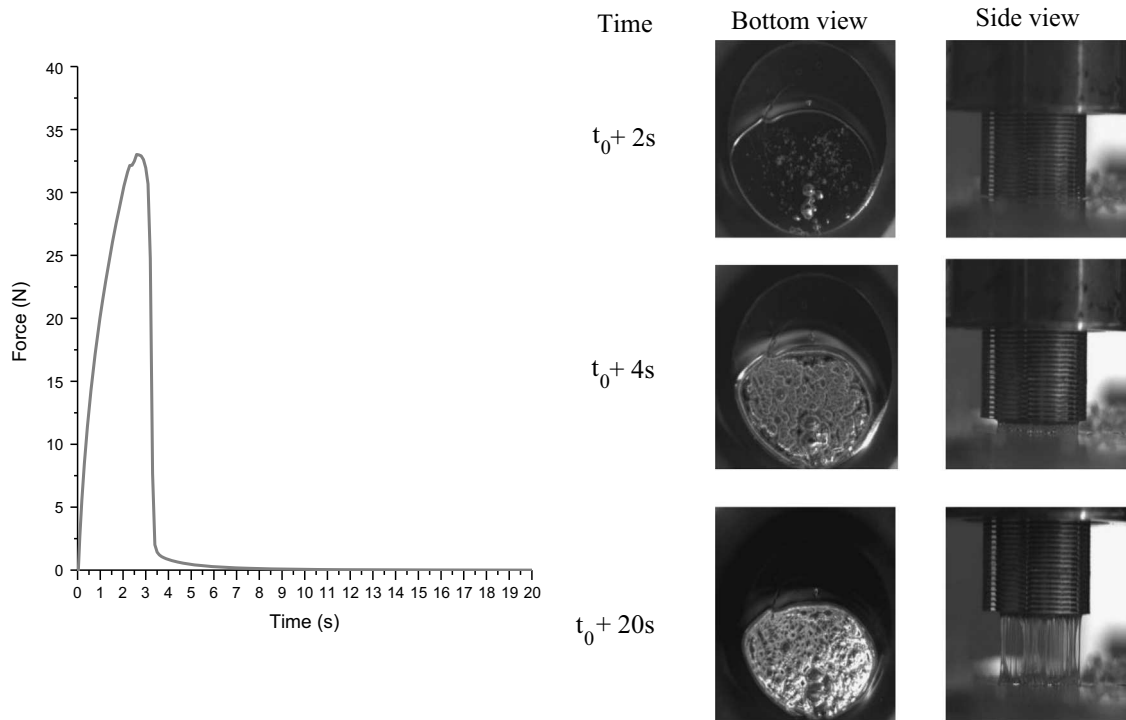 Time
Bottom view
Side view
40
35
30
25
20
15
10
5
0
Force (N)
0 1 2 3 4 5 6 7 8 9 10 11 12 13 14 15 16 17 18 19 20
Time (s)
t0+ 2s
t0+ 4s
t0+ 20s